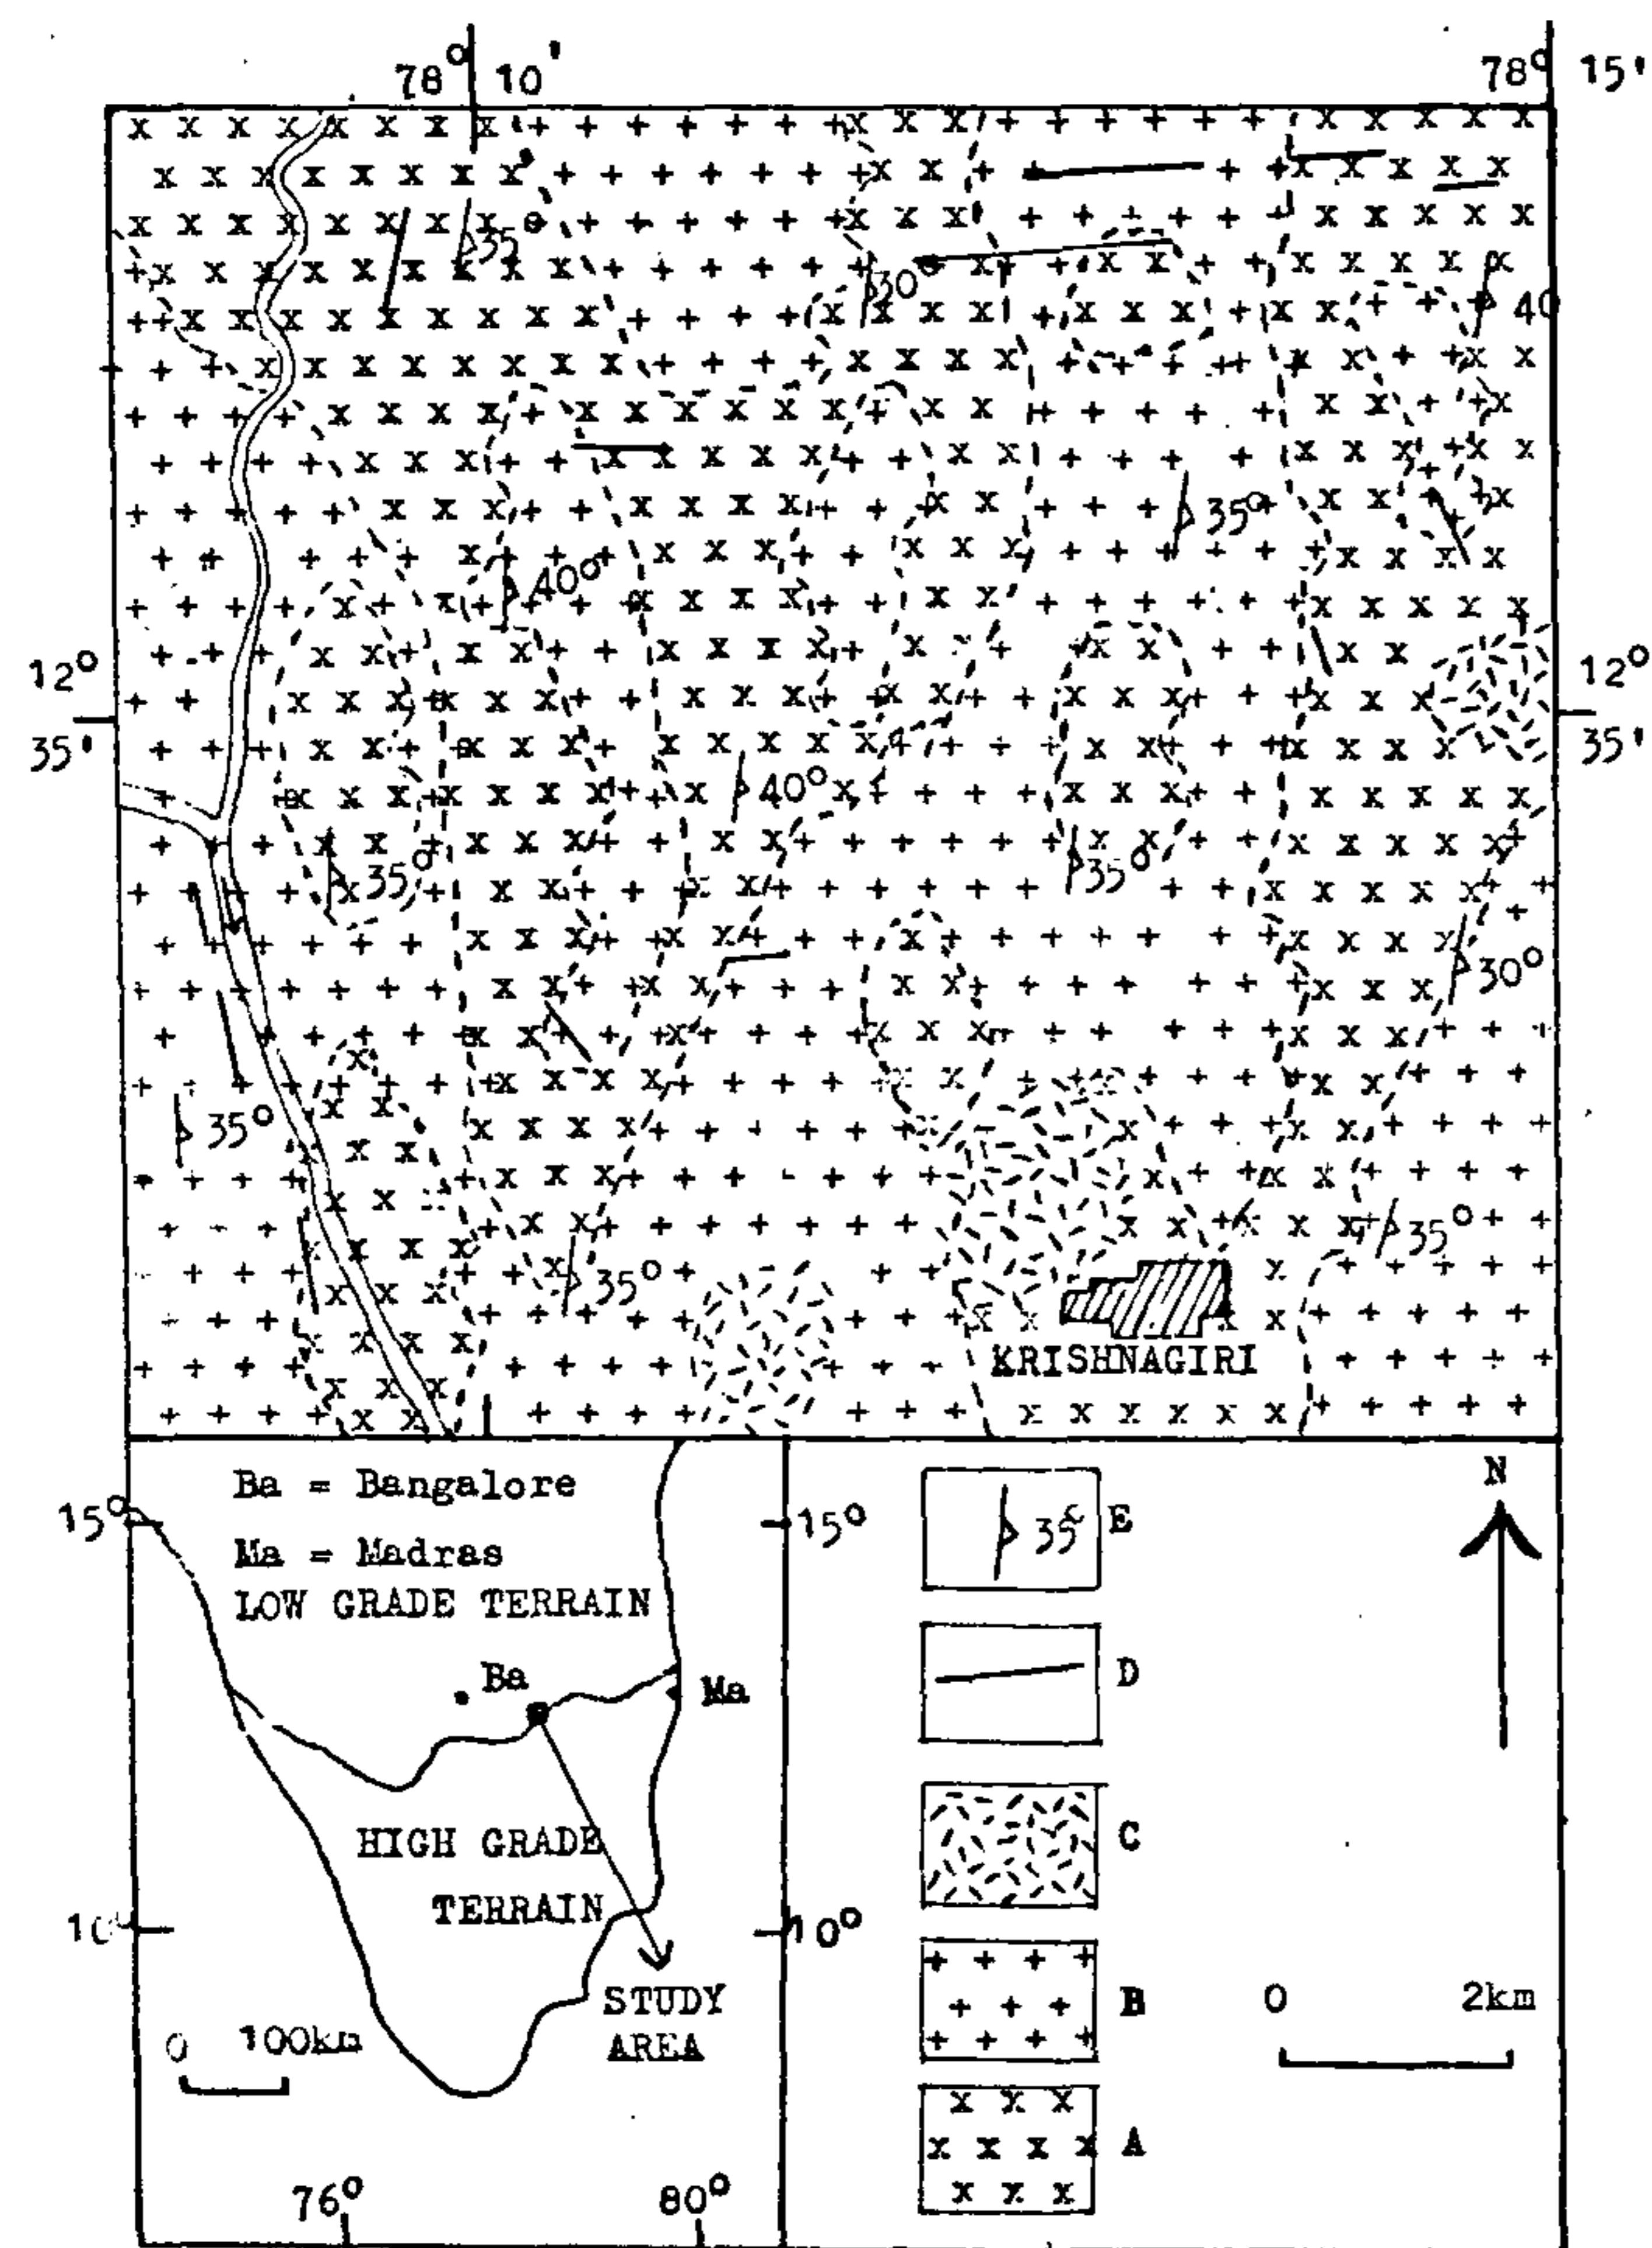 78° 10'
78° 15'
35°
30°
40
35°
40°
12°
35'
12°
35'
40°
35°
35°
30°
35°
35°
35°
KRISHNAGIRI
Ba = Bangalore
Ma = Madras
LOW GRADE TERRAIN
15°
15°
Ba
Ma
HIGH GRADE
TERRAIN
10°
10°
STUDY
AREA
0 100km
76°
80°
35° E
D
C
B
A
N
0 2km